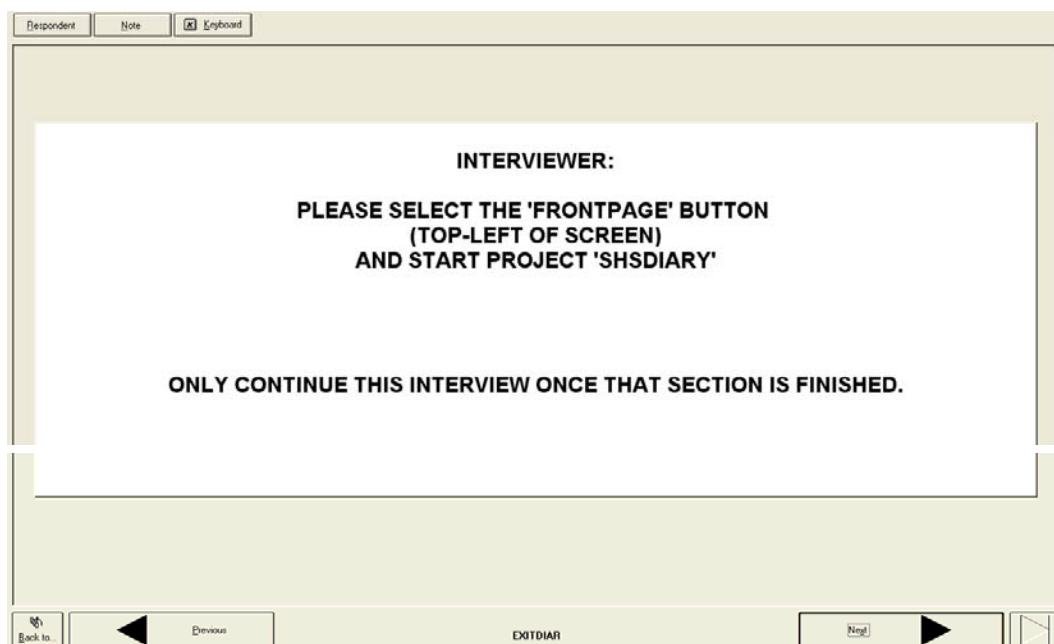 Respondent Note Keyboard
INTERVIEWER:
PLEASE SELECT THE 'FRONTPAGE' BUTTON
(TOP-LEFT OF SCREEN)
AND START PROJECT 'SHSDIARY'
ONLY CONTINUE THIS INTERVIEW ONCE THAT SECTION IS FINISHED.
Back to... Previous EXITDIAR Next